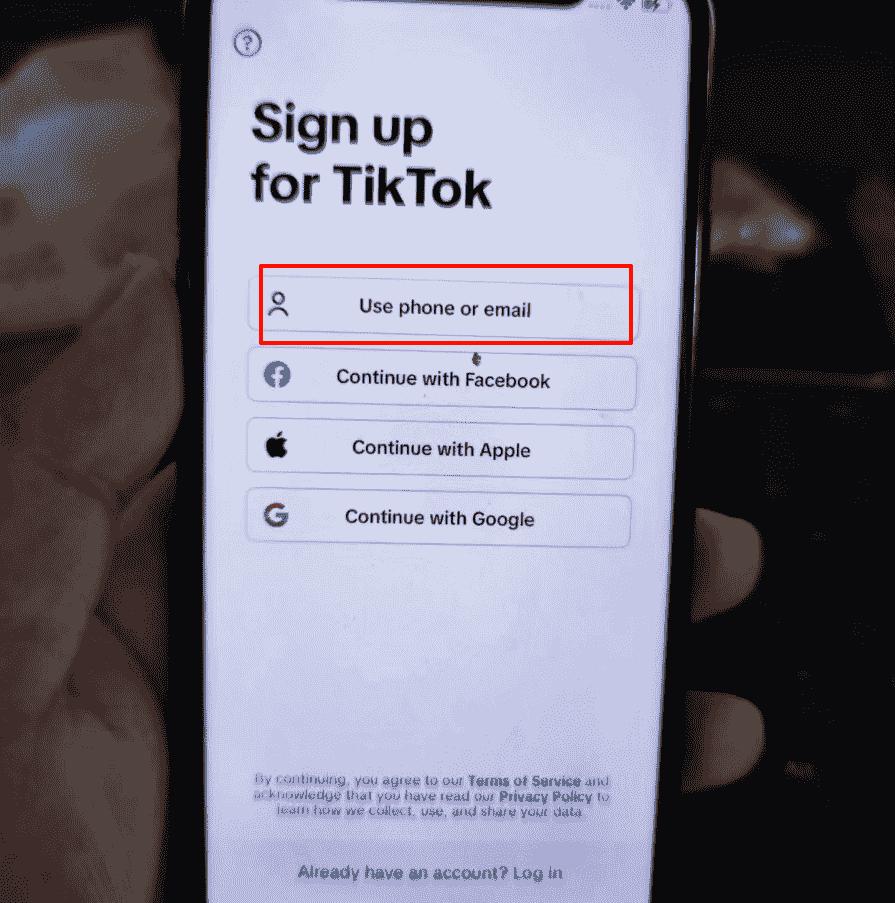 Sign up
for TikTok
Use phone or email
Continue with Facebook
Continue with Apple
Continue with Google
By continuing, you agree to our Terms of Service and
acknowledge that you have read our Privacy Policy to
learn how we collect, use, and share your data.
Already have an account? Log in